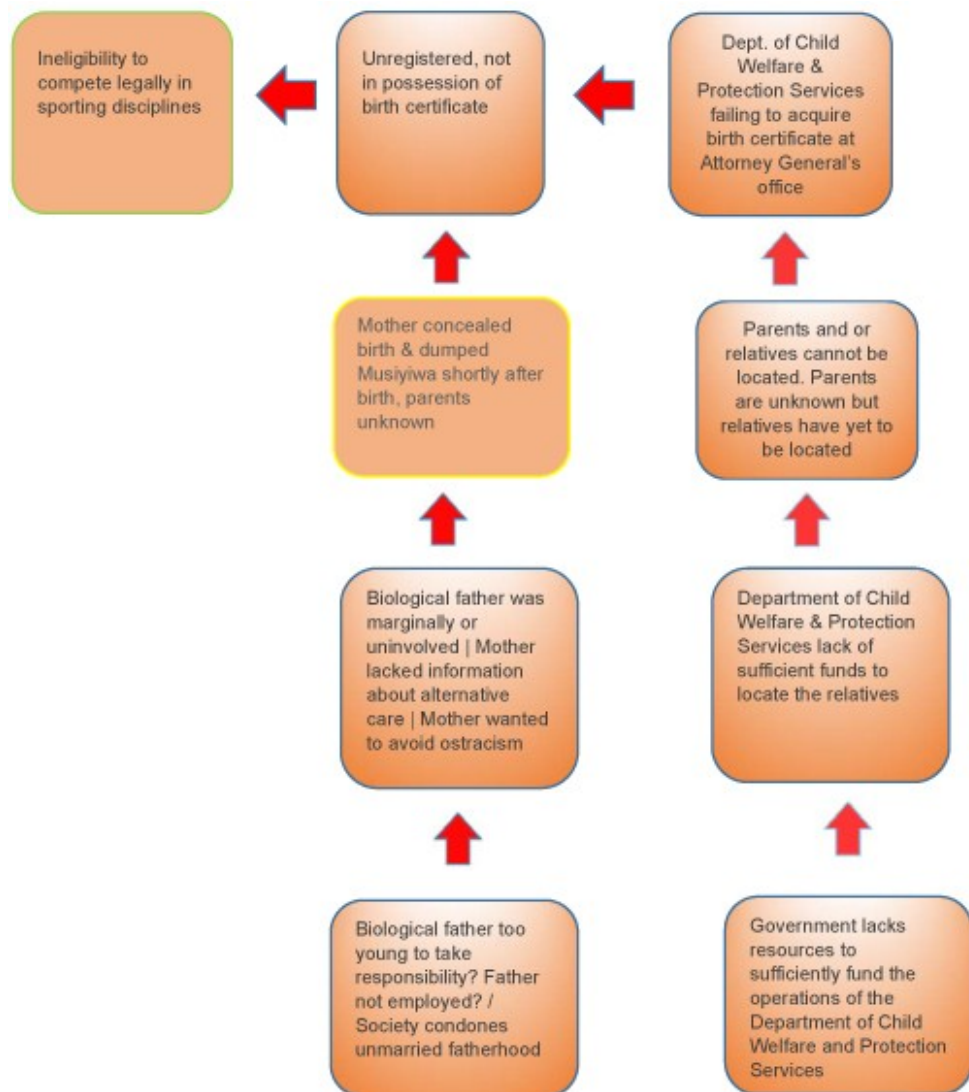 Ineligibility to
compete legally in
sporting disciplines
Unregistered, not
in possession of
birth certificate
Dept. of Child
Welfare &
Protection Services
failing to acquire
birth certificate at
Attorney General's
office
Mother concealed
birth & dumped
Musiyiwa shortly after
birth, parents
unknown
Parents and or
relatives cannot be
located. Parents
are unknown but
relatives have yet to
be located
Biological father was
marginally or
uninvolved | Mother
lacked information
about alternative
care | Mother wanted
to avoid ostracism
Department of Child
Welfare & Protection
Services lack of
sufficient funds to
locate the relatives
Biological father too
young to take
responsibility? Father
not employed? /
Society condones
unmarried fatherhood
Government lacks
resources to
sufficiently fund the
operations of the
Department of Child
Welfare and Protection
Services